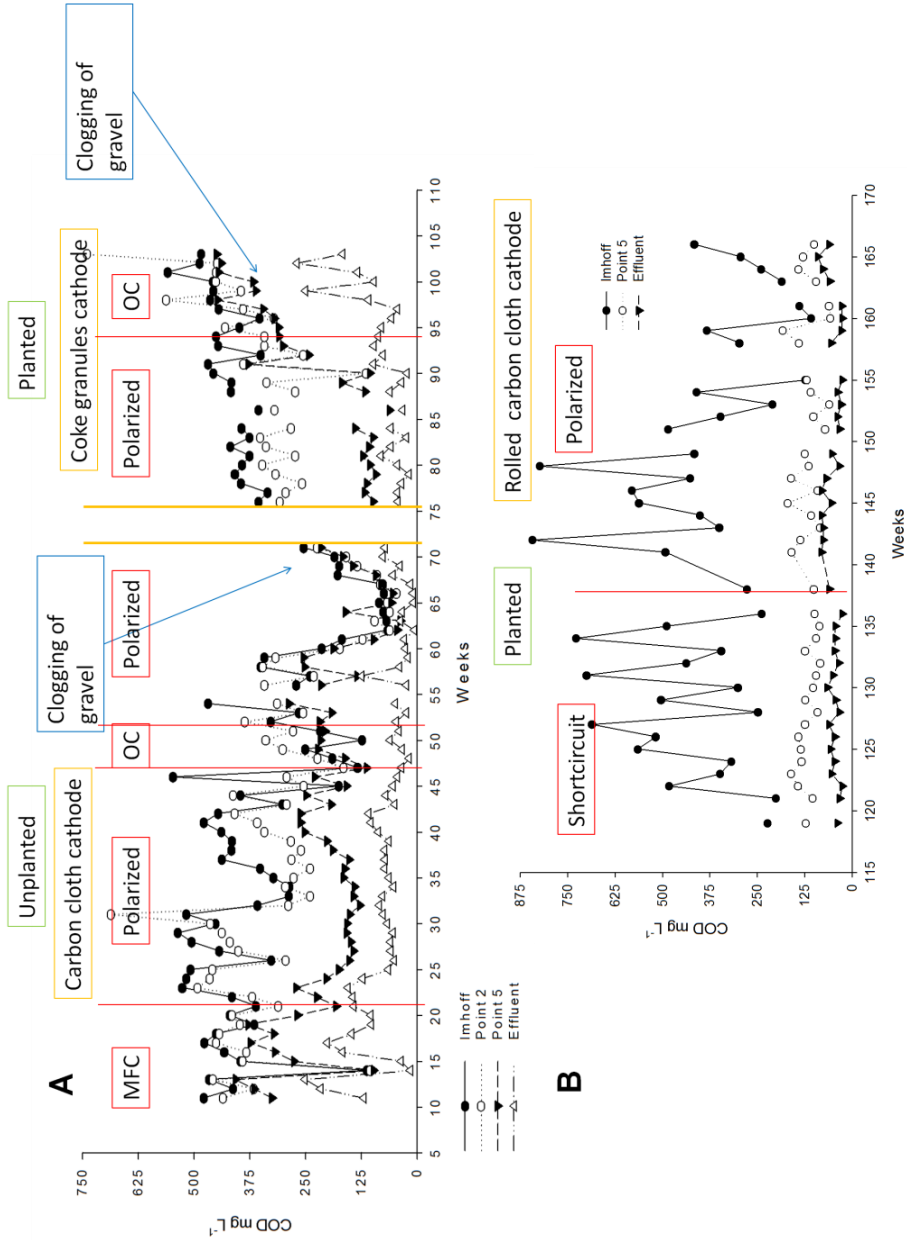 A
Unplanted
Planted
Carbon cloth cathode
Coke granules cathode
MFC
Polarized
OC
Polarized
Polarized
OC
Clogging of
gravel
Clogging of
gravel
COD mg L-1
750
625
500
375
250
125
0
5
10
15
20
25
30
35
40
45
50
55
60
65
70
75
80
85
90
95
100
105
110
Weeks
Imhoff
Point 2
Point 5
Effluent
B
Planted
Rolled carbon cloth cathode
Shortcircuit
Polarized
Imhoff
Point 5
Effluent
COD mg L-1
875
750
625
500
375
250
125
0
115
120
125
130
135
140
145
150
155
160
165
170
Weeks